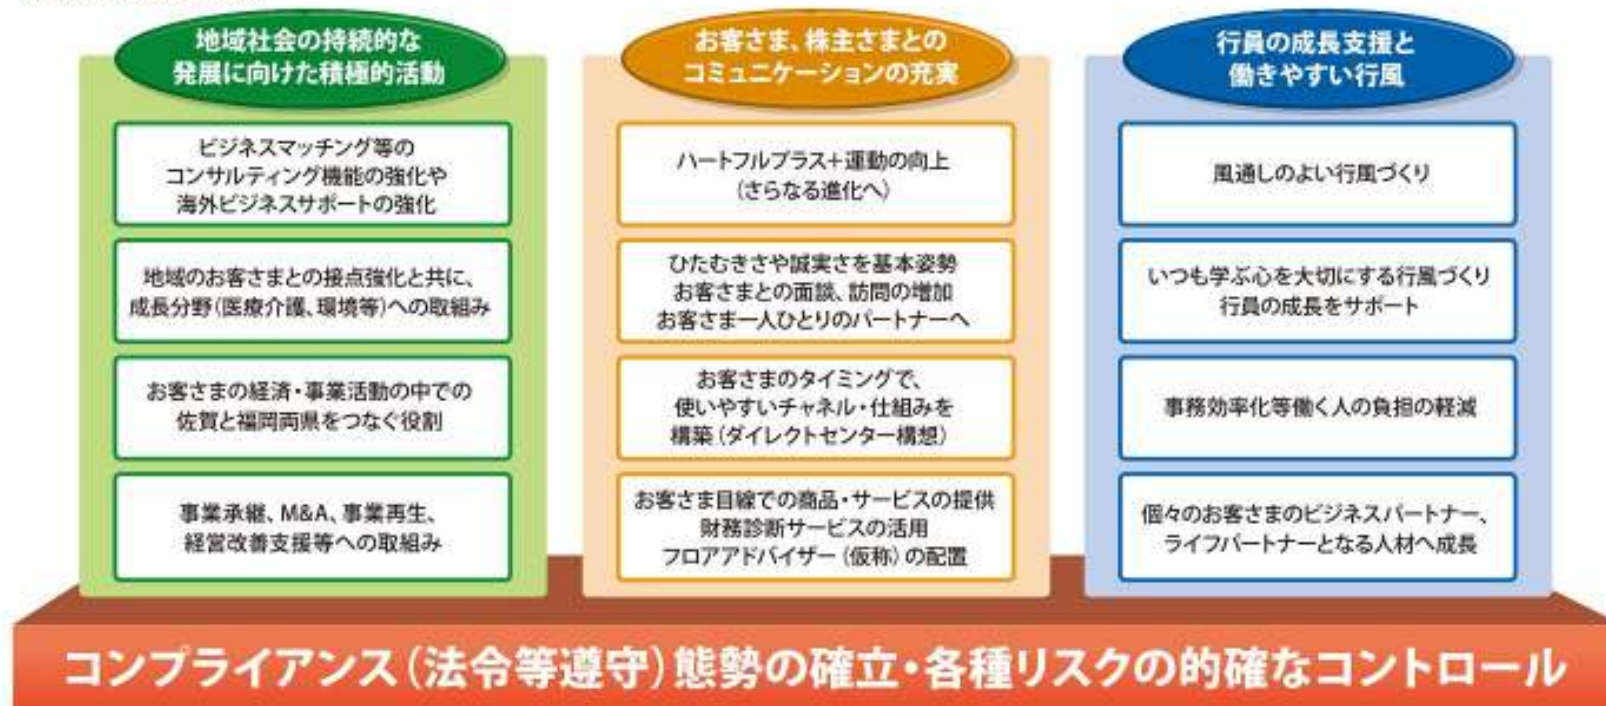 地域社会の持続的な
発展に向けた積極的活動
ビジネスマッチング等の
コンサルティング機能の強化や
海外ビジネスサポートの強化
地域のお客さまとの接点強化と共に、
成長分野(医療介護、環境等)への取組み
お客さまの経済・事業活動の中での
佐賀と福岡両県をつなぐ役割
事業承継、M&A、事業再生、
経営改善支援等への取組み
お客さま、株主さまとの
コミュニケーションの充実
ハートフルプラス+運動の向上
(さらなる進化へ)
ひたむきさや誠実さを基本姿勢
お客さまとの面談、訪問の増加
お客さま一人ひとりのパートナーへ
お客さまのタイミングで、
使いやすいチャネル・仕組みを
構築(ダイレクトセンター構想)
お客さま目線での商品・サービスの提供
財務診断サービスの活用
フロアアドバイザー(仮称)の配置
行員の成長支援と
働きやすい行風
風通しのよい行風づくり
いつも学ぶ心を大切にする行風づくり
行員の成長をサポート
事務効率化等働く人の負担の軽減
個々のお客さまのビジネスパートナー、
ライフパートナーとなる人材へ成長
コンプライアンス(法令等遵守)態勢の確立・各種リスクの的確なコントロール